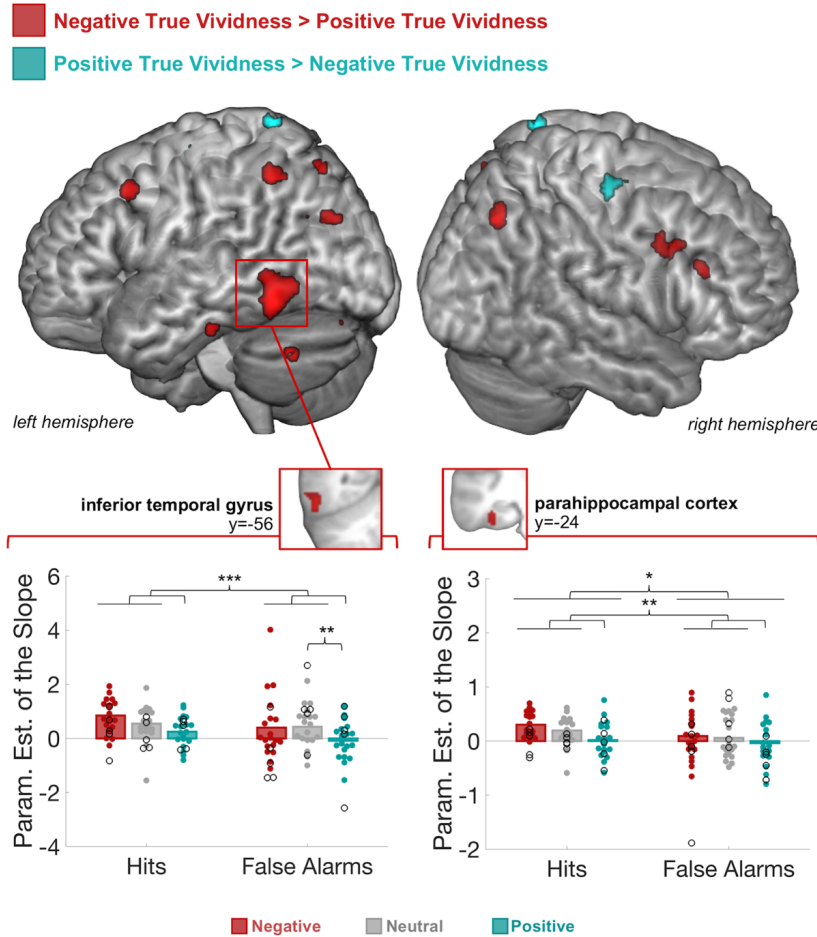 Negative True Vividness > Positive True Vividness
Positive True Vividness > Negative True Vividness
left hemisphere
right hemisphere
inferior temporal gyrus
y=-56
parahippocampal cortex
y=-24
Param. Est. of the Slope
6
4
2
0
-2
-4
***
**
Hits
False Alarms
Param. Est. of the Slope
3
2
1
0
-1
-2
*
**
Hits
False Alarms
Negative
Neutral
Positive